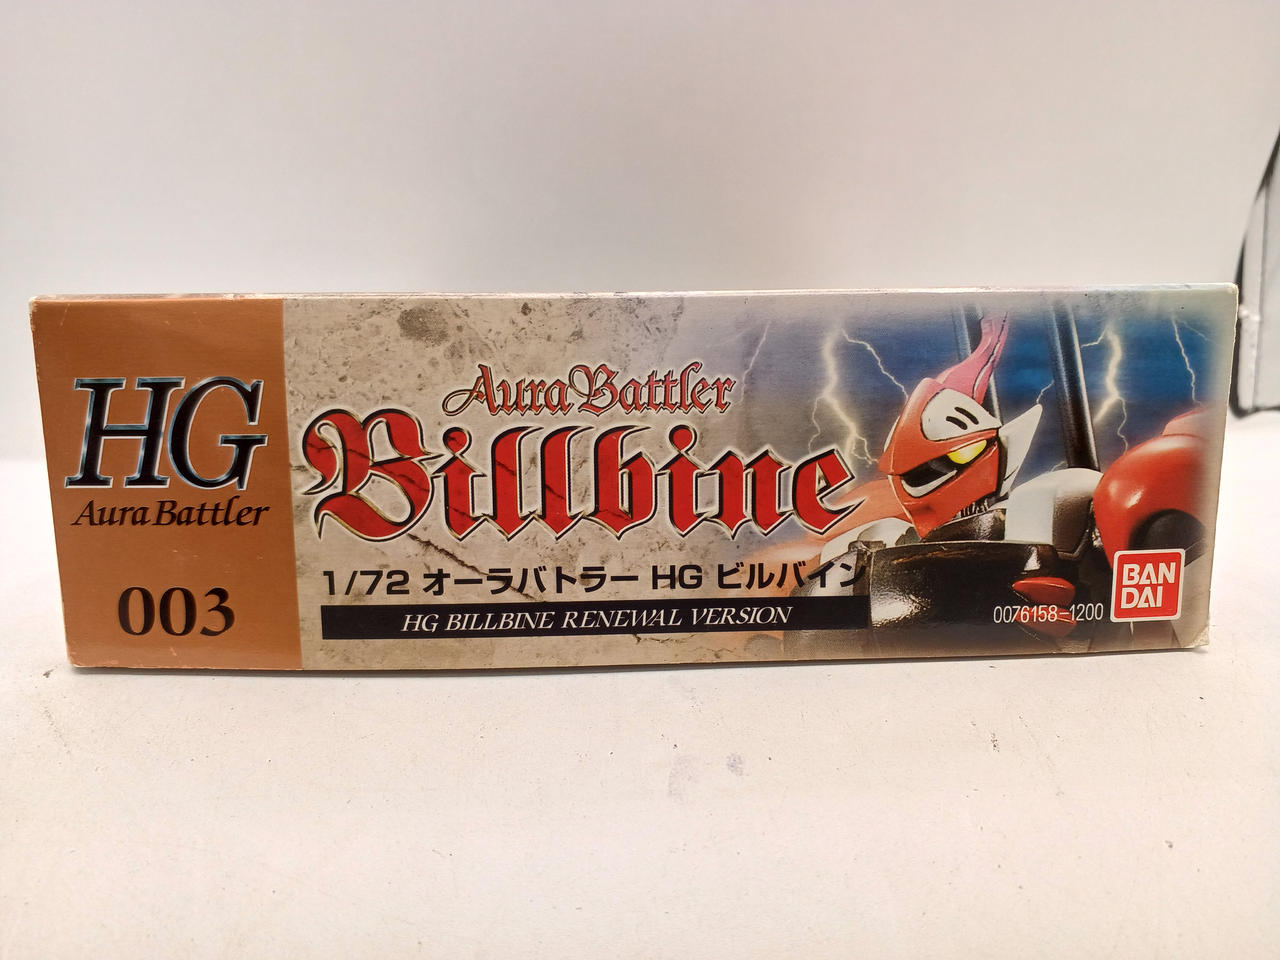 HG
Aura Battler
003
Aura Battler
Billbine
1/72 オーラバトラー HG ビルバイン
HG BILLBINE RENEWAL VERSION
0076158-1200
BAN
DAI